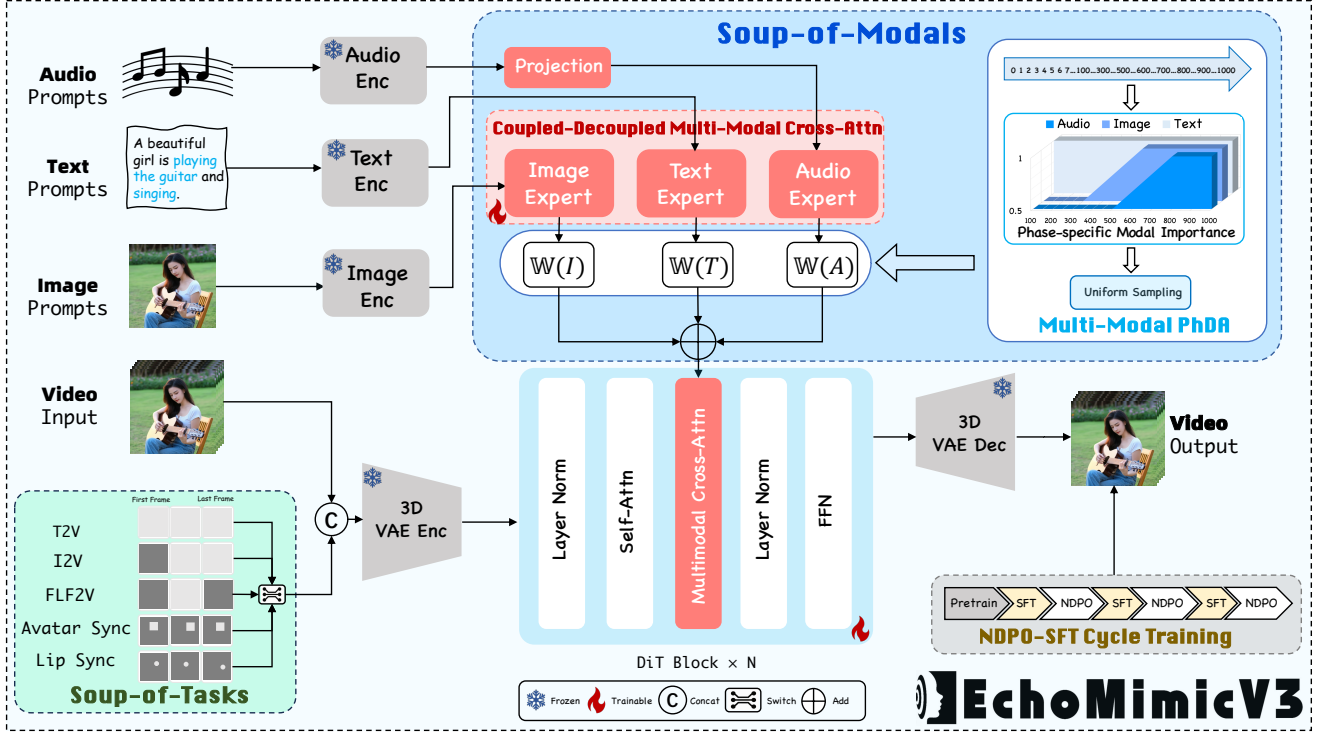 Soup-of-Modals
Audio
Prompts
Audio
Enc
Projection
0 1 2 3 4 5 6 7...100...300...500...600...700...800...900...1000
Coupled-Decoupled Multi-Modal Cross-Attn
Audio
Image
Text
1
0.5
100 200 300 400 500 600 700 800 900 1000
Phase-specific Modal Importance
Uniform Sampling
Multi-Modal PhDA
Text
Prompts
A beautiful
girl is playing
the guitar and
singing.
Text
Enc
Image
Expert
Text
Expert
Audio
Expert
𝕎(I)
𝕎(T)
𝕎(A)
Image
Prompts
Image
Enc
Video
Input
C
3D
VAE Enc
Layer Norm
Self-Attn
Multimodal Cross-Attn
Layer Norm
FFN
3D
VAE Dec
Video
Output
First Frame
Last Frame
T2V
I2V
FLF2V
Avatar Sync
Lip Sync
Soup-of-Tasks
DiT Block × N
Pretrain
SFT
NDPO
SFT
NDPO
SFT
NDPO
NDPO-SFT Cycle Training
Frozen
Trainable
C
Concat
Switch
Add
EchoMimicV3